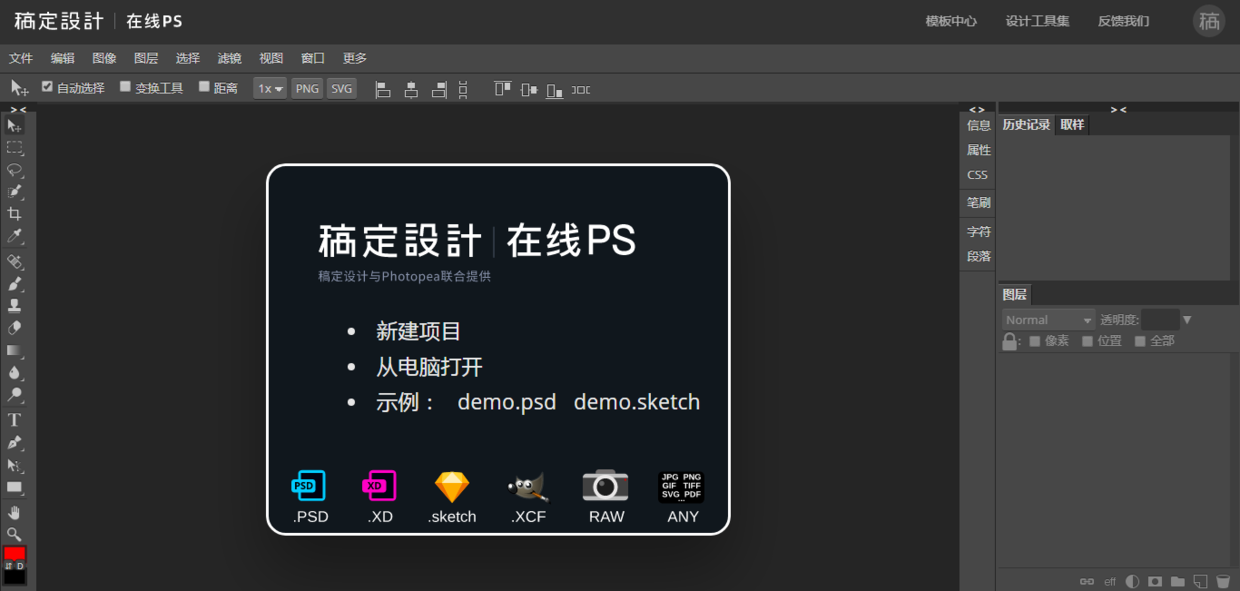 稿定設計 在线PS 模板中心 设计工具集 反馈我们 稿
文件 编辑 图像 图层 选择 滤镜 视图 窗口 更多
自动选择 变换工具 距离 1x PNG SVG
> < < > > <
信息 历史记录 取样
属性
CSS
笔刷
字符
段落
稿定設計 在线PS
稿定设计与Photopea联合提供
• 新建项目
• 从电脑打开
• 示例： demo.psd demo.sketch
PSD XD JPG PNG
GIF TIFF
SVG PDF
...
.PSD .XD .sketch .XCF RAW ANY
图层
Normal 透明度:
: 像素 位置 全部
T
D
eff